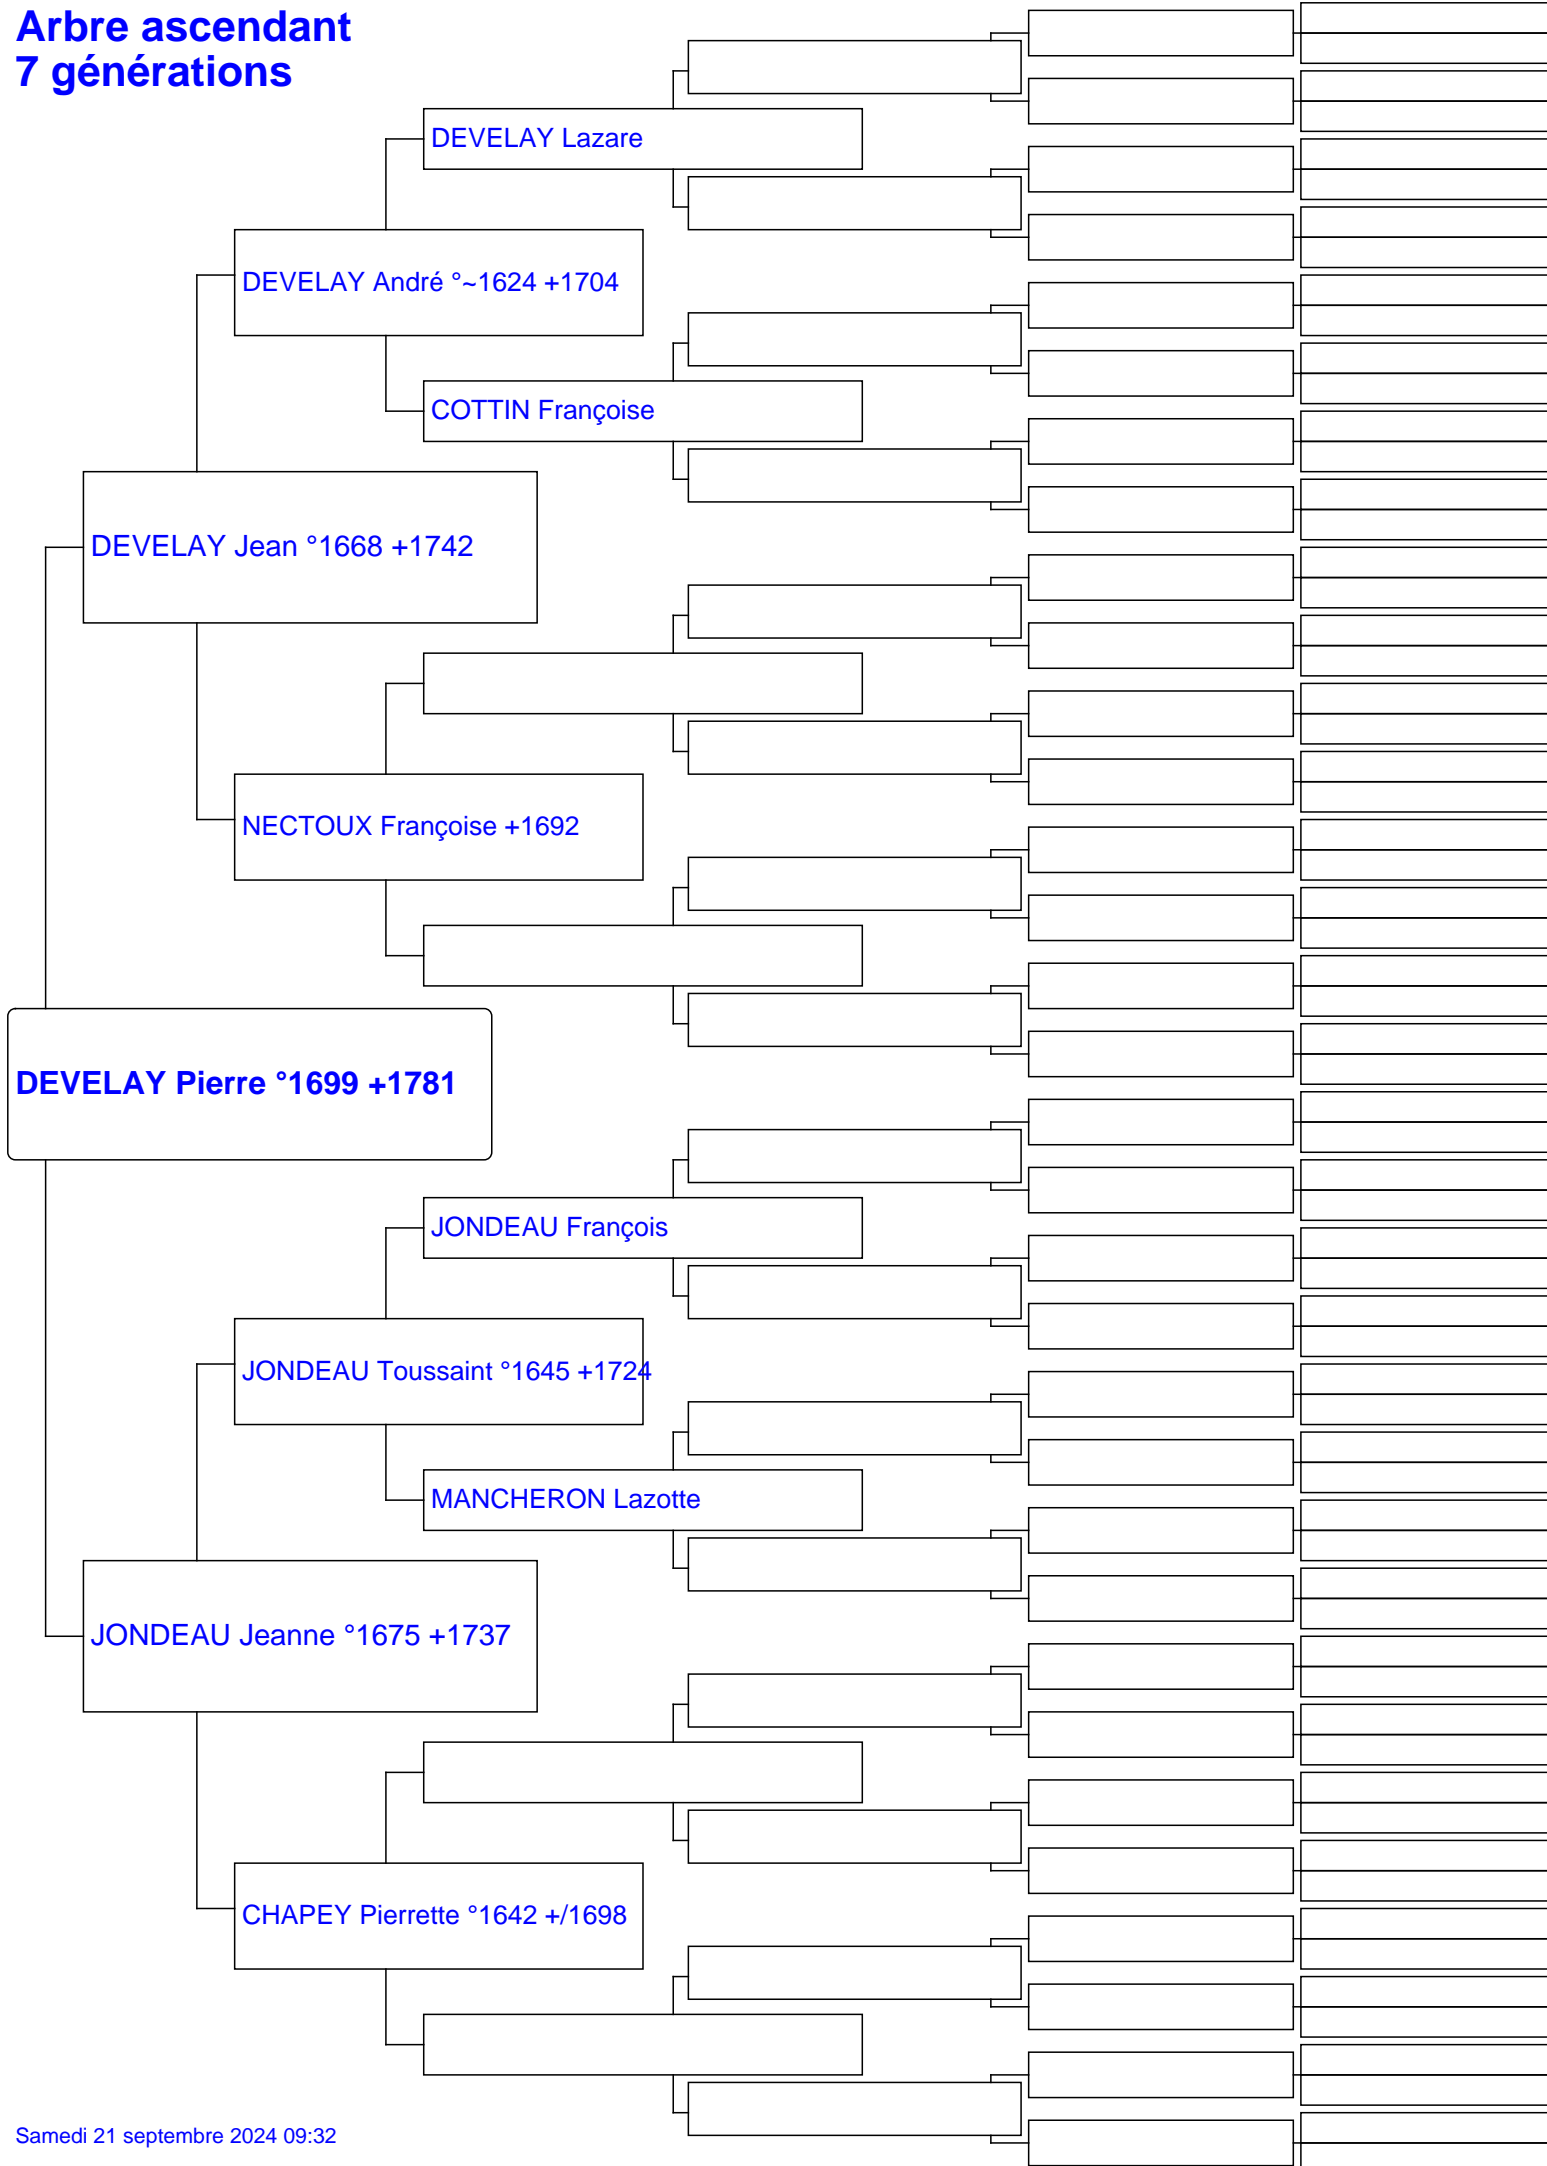 Arbre ascendant
7 générations
DEVELAY Lazare
DEVELAY André °~1624 +1704
COTTIN Françoise
DEVELAY Jean °1668 +1742
NECTOUX Françoise +1692
DEVELAY Pierre °1699 +1781
JONDEAU François
JONDEAU Toussaint °1645 +1724
MANCHERON Lazotte
JONDEAU Jeanne °1675 +1737
CHAPEY Pierrette °1642 +/1698
Samedi 21 septembre 2024 09:32